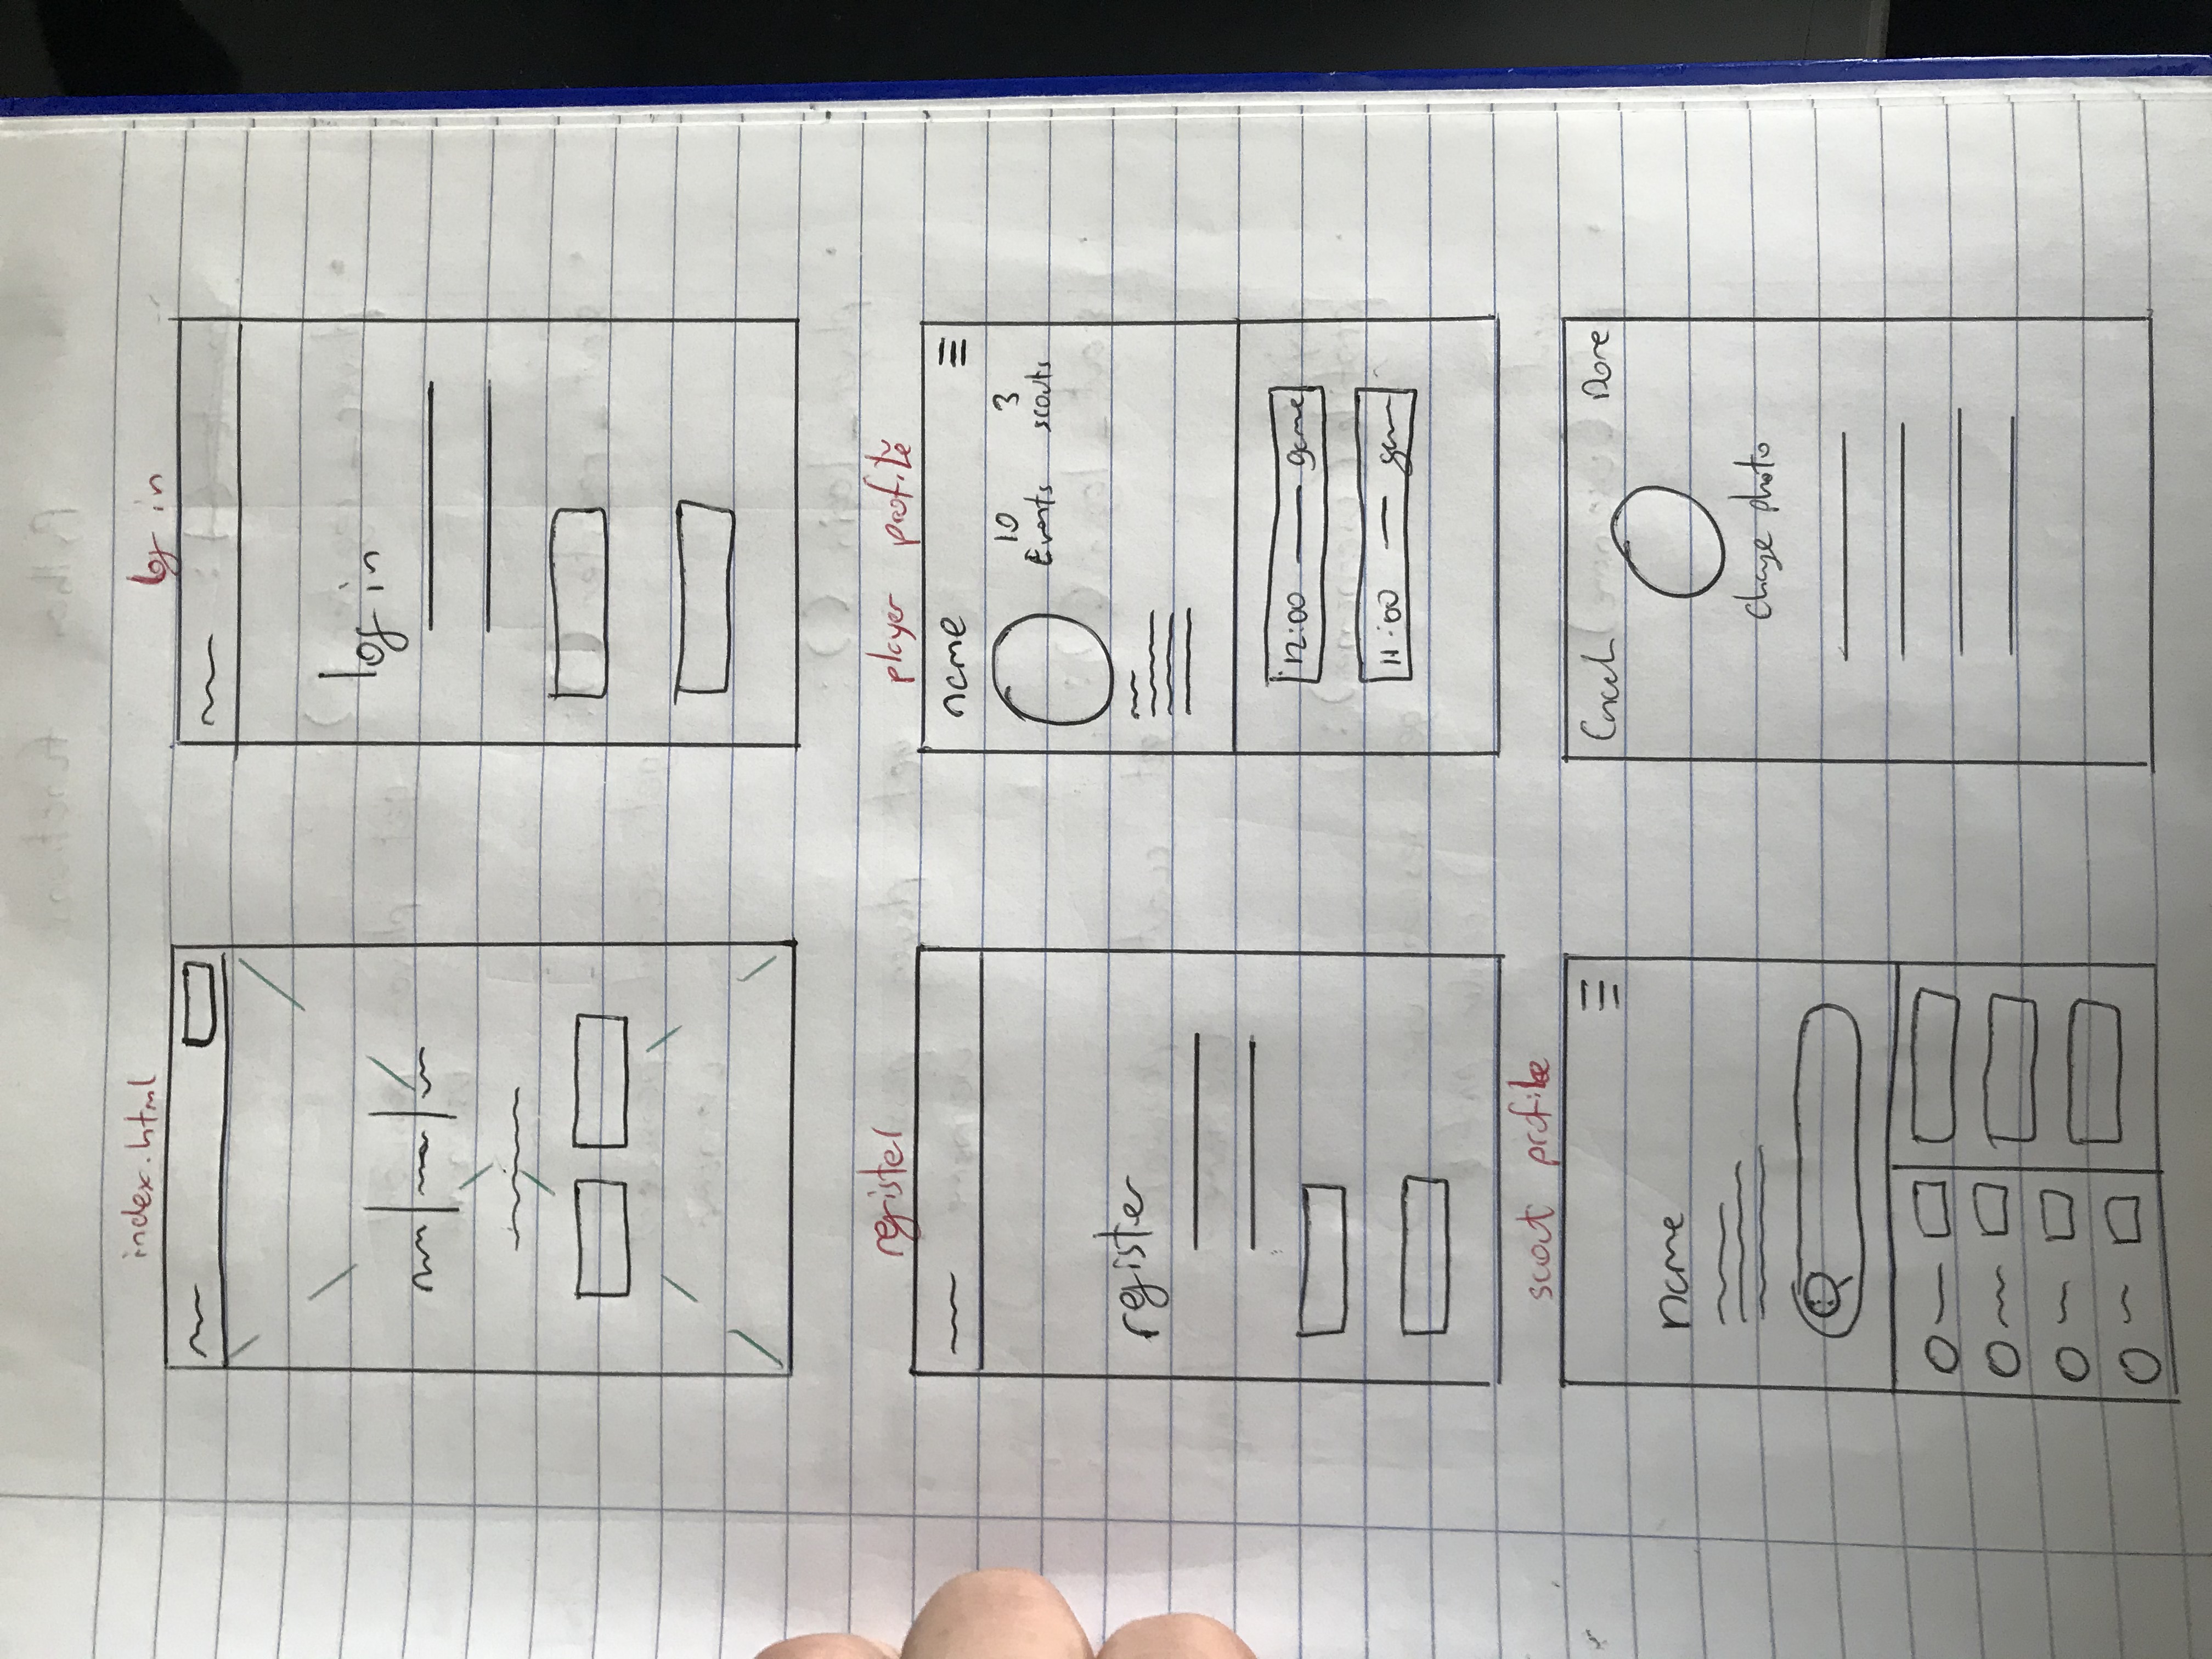 index.html
log in
log in
register
player profile
name
10 3
Events scouts
register
12:00 game
11:00
scout profile
Cancel Done
name
Change photo